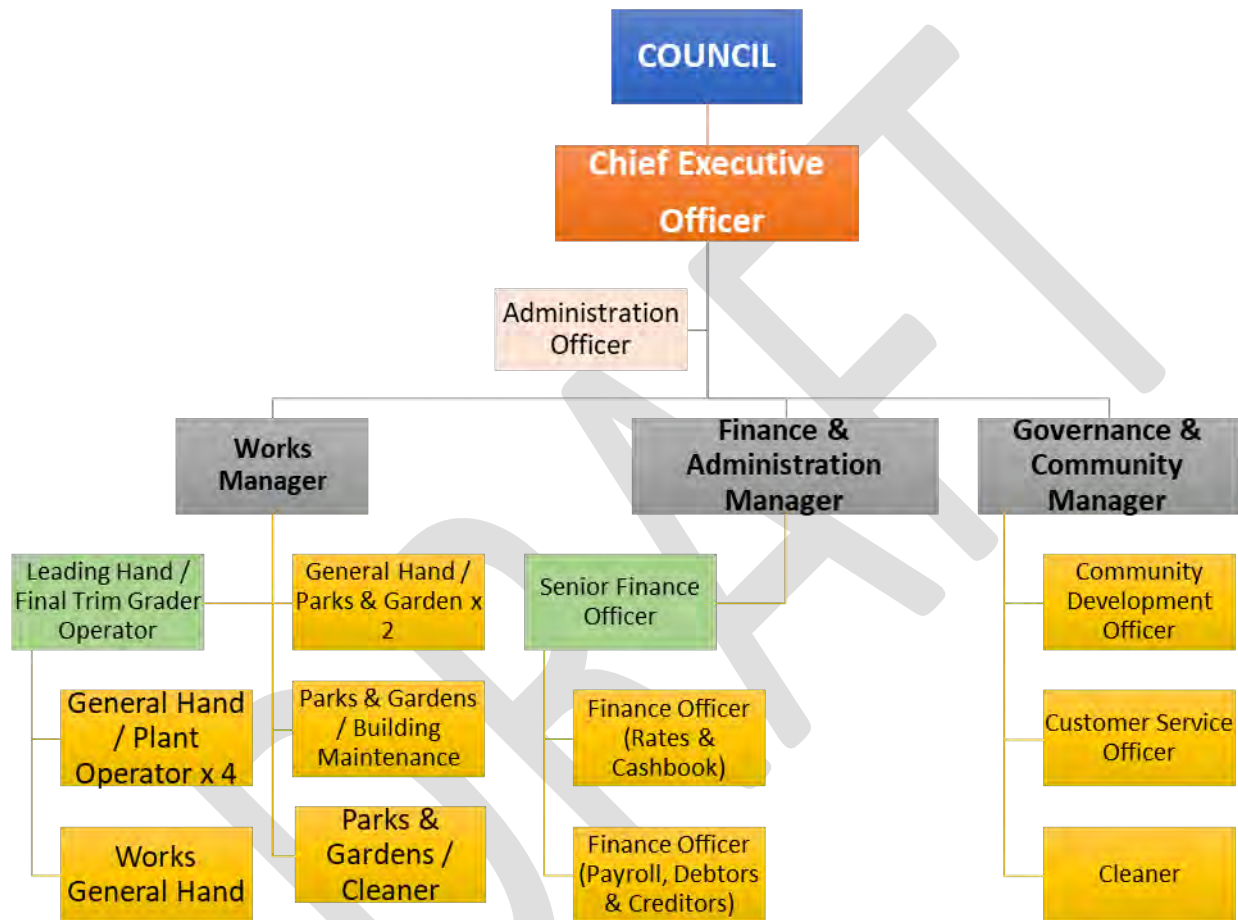 COUNCIL
Chief Executive
Officer
Administration
Officer
Works
Manager
Finance &
Administration
Manager
Governance &
Community
Manager
Leading Hand /
Final Trim Grader
Operator
General Hand /
Parks & Garden x
2
Senior Finance
Officer
Community
Development
Officer
General Hand
/ Plant
Operator x 4
Parks & Gardens
/ Building
Maintenance
Finance Officer
(Rates &
Cashbook)
Customer Service
Officer
Works
General Hand
Parks &
Gardens /
Cleaner
Finance Officer
(Payroll, Debtors
& Creditors)
Cleaner
DRAFT